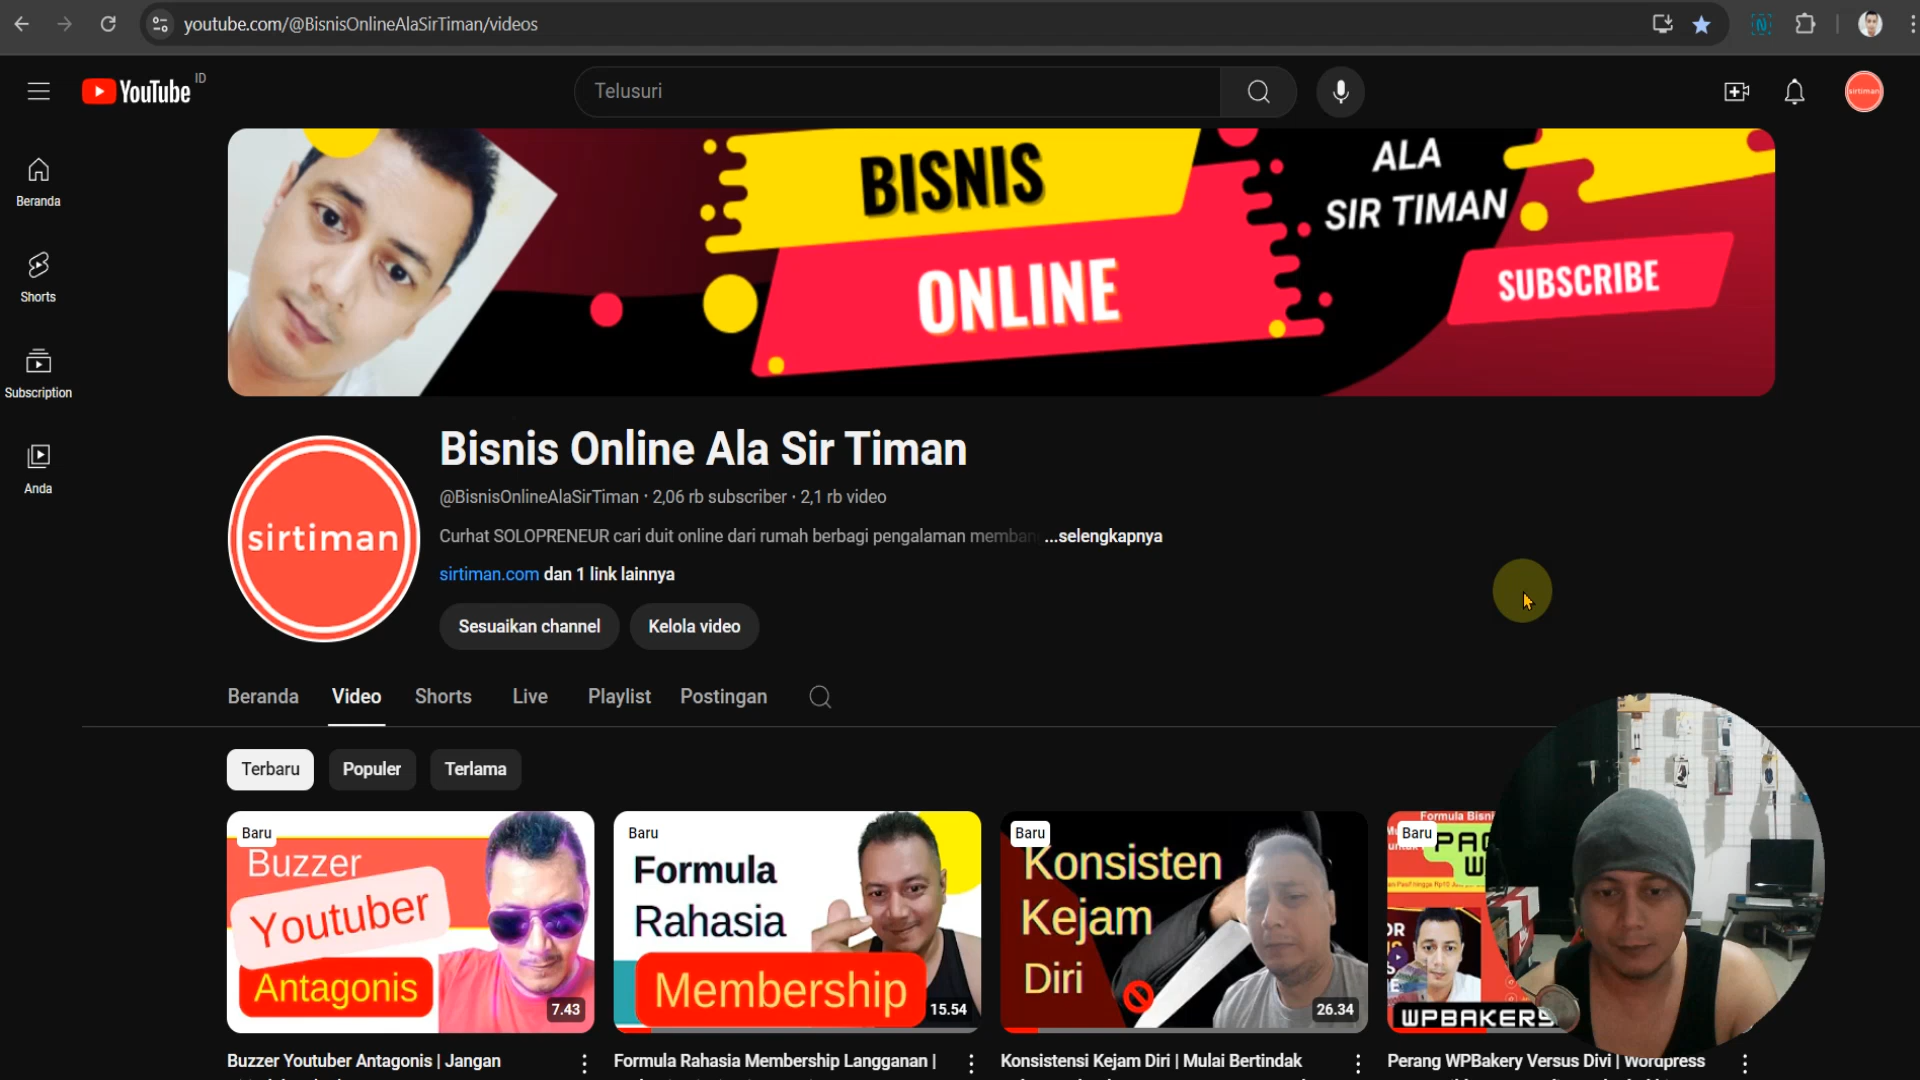 youtube.com/@BisnisOnlineAlaSirTiman/videos
YouTube ID
Telusuri
sirtiman
Beranda
Shorts
Subscription
Anda
BISNIS
ONLINE
ALA
SIR TIMAN
SUBSCRIBE
sirtiman
Bisnis Online Ala Sir Timan
@BisnisOnlineAlaSirTiman · 2,06 rb subscriber · 2,1 rb video
Curhat SOLOPRENEUR cari duit online dari rumah berbagi pengalaman memban ...selengkapnya
sirtiman.com dan 1 link lainnya
Sesuaikan channel
Kelola video
Beranda Video Shorts Live Playlist Postingan
Terbaru Populer Terlama
Baru
Buzzer
Youtuber
Antagonis
7.43
Baru
Formula
Rahasia
Membership
15.54
Baru
Konsisten
Kejam
Diri
26.34
Baru
Formula Bisni
WPBAKERS
Buzzer Youtuber Antagonis | Jangan
Formula Rahasia Membership Langganan |
Konsistensi Kejam Diri | Mulai Bertindak
Perang WPBakery Versus Divi | Wordpress